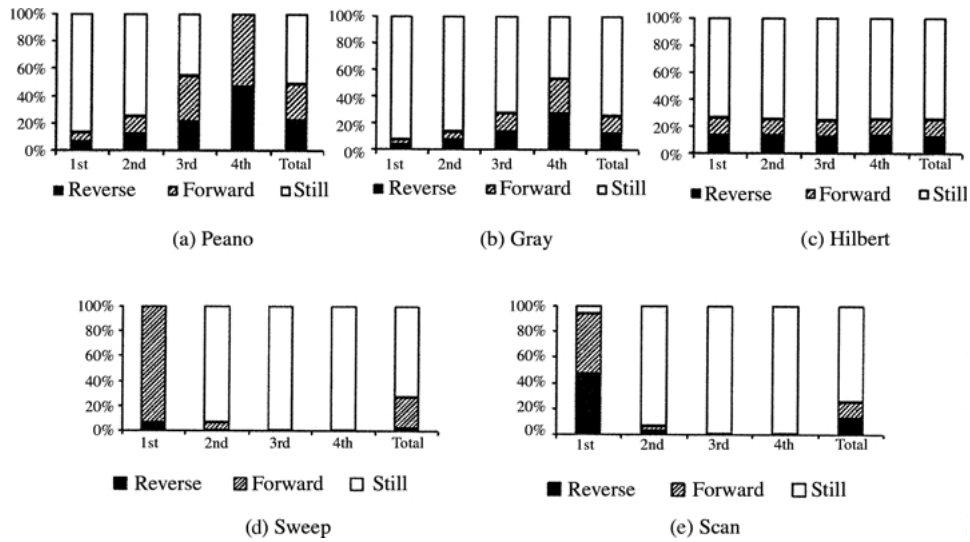 100%
80%
60%
40%
20%
0%
1st 2nd 3rd 4th Total
Reverse Forward Still
(a) Peano
100%
80%
60%
40%
20%
0%
1st 2nd 3rd 4th Total
Reverse Forward Still
(b) Gray
100%
80%
60%
40%
20%
0%
1st 2nd 3rd 4th Total
Reverse Forward Still
(c) Hilbert
100%
80%
60%
40%
20%
0%
1st 2nd 3rd 4th Total
Reverse Forward Still
(d) Sweep
100%
80%
60%
40%
20%
0%
1st 2nd 3rd 4th Total
Reverse Forward Still
(e) Scan